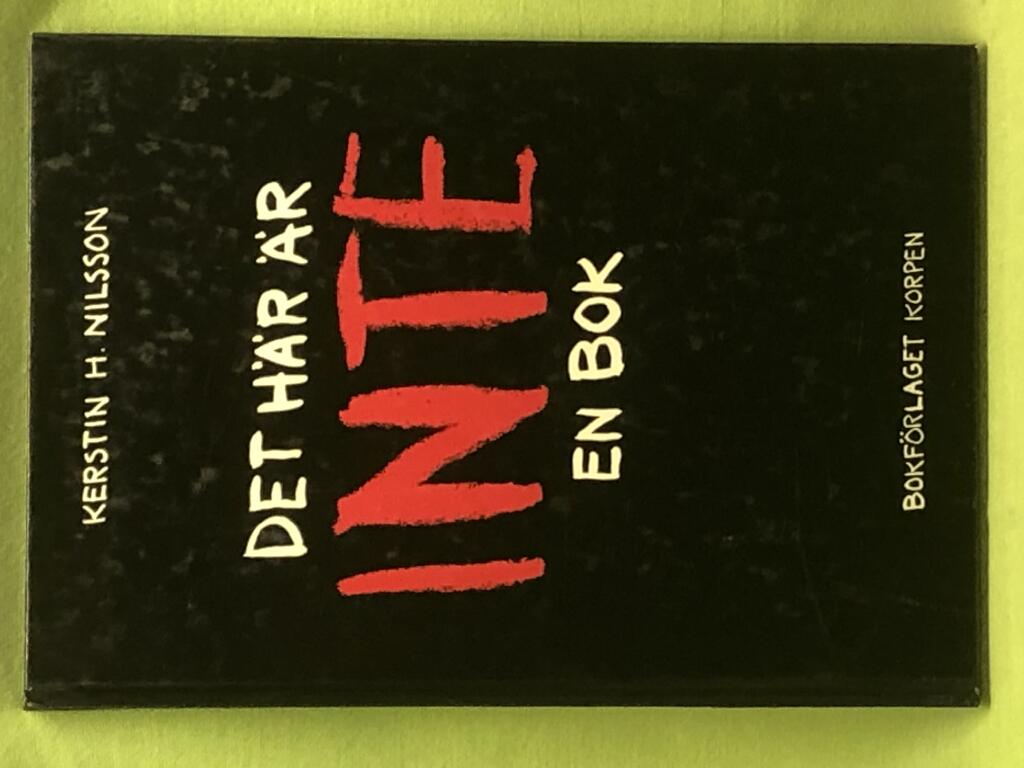 KERSTIN H. NILSSON
DET HÄR ÄR
INTE
EN BOK
BOKFÖRLAGET KORPEN